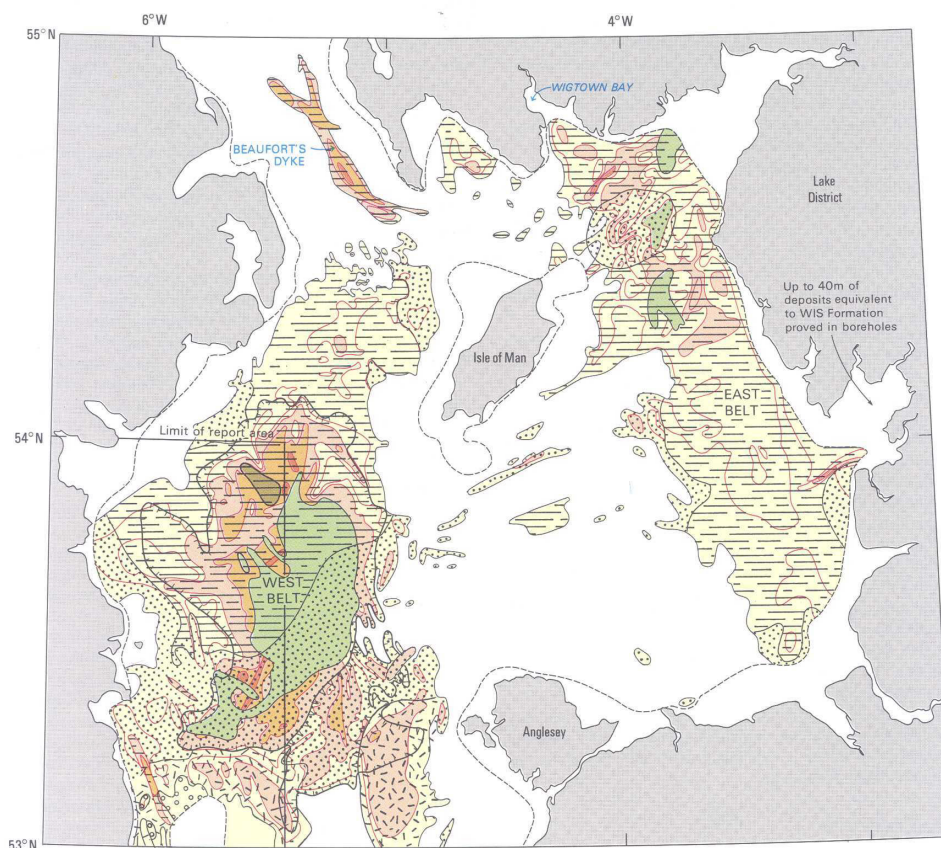 6°W
4°W
55°N
WIGTOWN BAY
BEAUFORT'S
DYKE
Lake
District
Up to 40m of
deposits equivalent
to WIS Formation
proved in boreholes
Isle of Man
EAST
BELT
54°N
Limit of report area
WEST
BELT
Anglesey
53°N